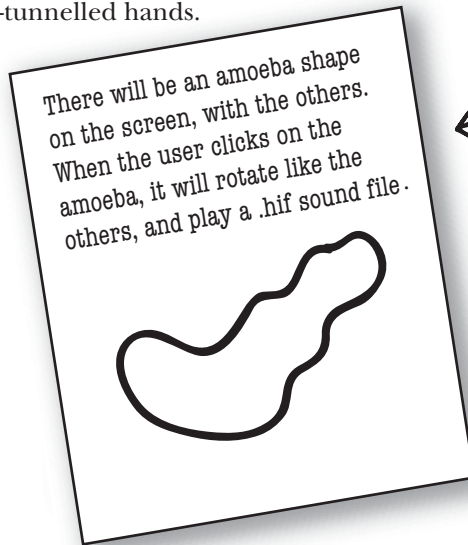 -tunnelled hands.
There will be an amoeba shape
on the screen, with the others.
When the user clicks on the
amoeba, it will rotate like the
others, and play a .hif sound file.